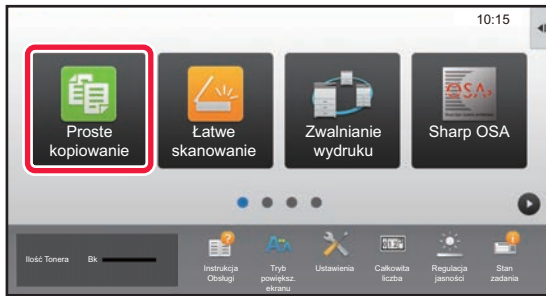 10:15
Proste
kopiowanie
Łatwe
skanowanie
Zwalnianie
wydruku
OSA
Sharp OSA
Ilość Tonera Bk
Instrukcja
Obsługi
Tryb
powiększ.
ekranu
Ustawienia
Całkowita
liczba
Regulacja
jasności
Stan
zadania